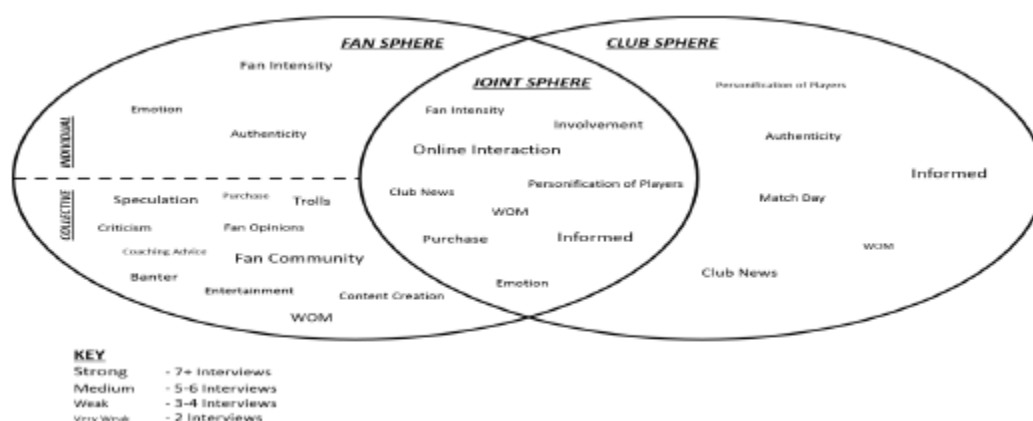 FAN SPHERE
CLUB SPHERE
JOINT SPHERE
INDIVIDUAL
COLLECTIVE
Fan Intensity
Emotion
Authenticity
Speculation
Purchase
Trolls
Criticism
Fan Opinions
Coaching Advice
Fan Community
Banter
Entertainment
Content Creation
WOM
Fan Intensity
Involvement
Online Interaction
Club News
Personification of Players
WOM
Purchase
Informed
Emotion
Personification of Players
Authenticity
Informed
Match Day
WOM
Club News
KEY
Strong - 7+ Interviews
Medium - 5-6 Interviews
Weak - 3-4 Interviews
Very Weak - 2 Interviews